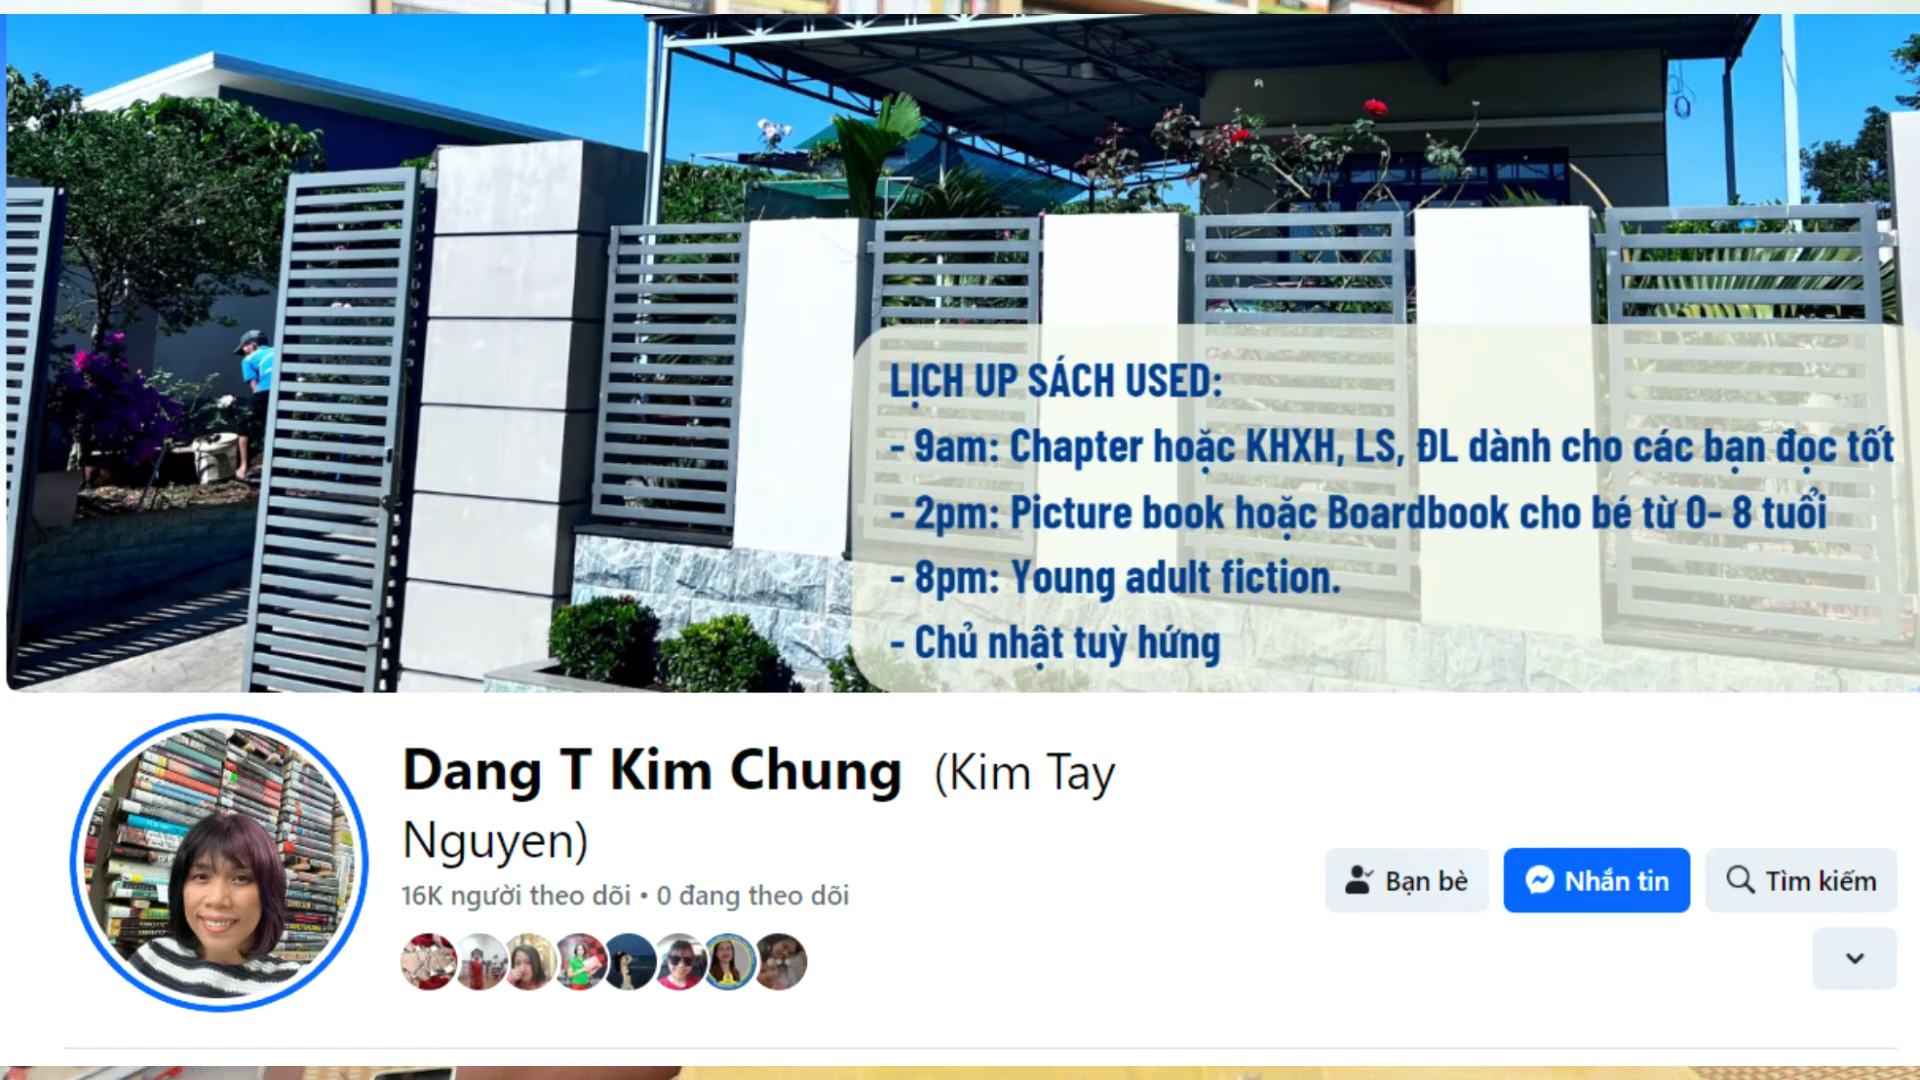 LỊCH UP SÁCH USED:
- 9am: Chapter hoặc KHXH, LS, ĐL dành cho các bạn đọc tốt
- 2pm: Picture book hoặc Boardbook cho bé từ 0- 8 tuổi
- 8pm: Young adult fiction.
- Chủ nhật tuỳ hứng
Dang T Kim Chung (Kim Tay
Nguyen)
16K người theo dõi • 0 đang theo dõi
Bạn bè
Nhắn tin
Tìm kiếm